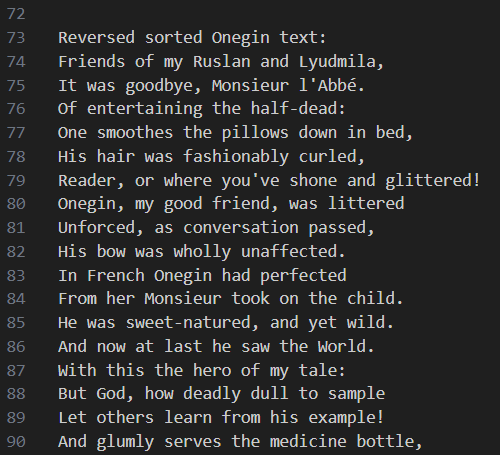 72
73 Reversed sorted Onegin text:
74 Friends of my Ruslan and Lyudmila,
75 It was goodbye, Monsieur l'Abbé.
76 Of entertaining the half-dead:
77 One smoothes the pillows down in bed,
78 His hair was fashionably curled,
79 Reader, or where you've shone and glittered!
80 Onegin, my good friend, was littered
81 Unforced, as conversation passed,
82 His bow was wholly unaffected.
83 In French Onegin had perfected
84 From her Monsieur took on the child.
85 He was sweet-natured, and yet wild.
86 And now at last he saw the World.
87 With this the hero of my tale:
88 But God, how deadly dull to sample
89 Let others learn from his example!
90 And glumly serves the medicine bottle,